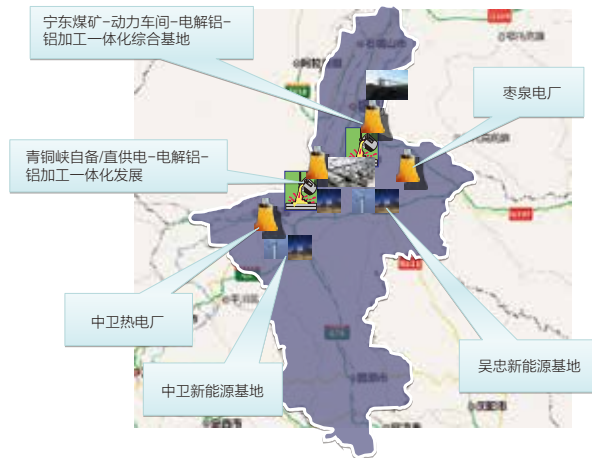 宁东煤矿-动力车间-电解铝-
铝加工一体化综合基地
枣泉电厂
青铜峡自备/直供电-电解铝-
铝加工一体化发展
中卫热电厂
中卫新能源基地
吴忠新能源基地